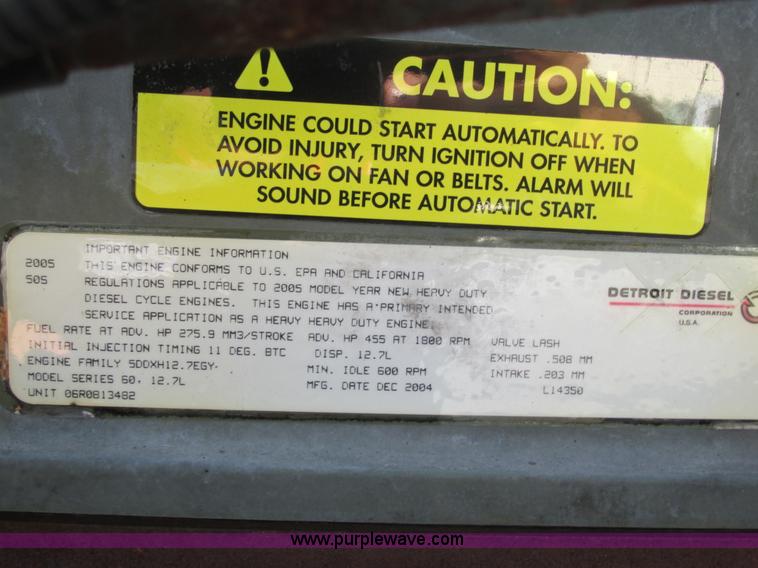 CAUTION:
ENGINE COULD START AUTOMATICALLY. TO
AVOID INJURY, TURN IGNITION OFF WHEN
WORKING ON FAN OR BELTS. ALARM WILL
SOUND BEFORE AUTOMATIC START.
IMPORTANT ENGINE INFORMATION
2005 THIS ENGINE CONFORMS TO U.S. EPA AND CALIFORNIA
505 REGULATIONS APPLICABLE TO 2005 MODEL YEAR NEW HEAVY DUTY
DIESEL CYCLE ENGINES. THIS ENGINE HAS A PRIMARY INTENDED
SERVICE APPLICATION AS A HEAVY HEAVY DUTY ENGINE.
FUEL RATE AT ADV. HP 275.9 MM3/STROKE ADV. HP 455 AT 1800 RPM VALVE LASH
INITIAL INJECTION TIMING 11 DEG. BTC DISP. 12.7L EXHAUST .508 MM
ENGINE FAMILY 5DDXH12.7EGY MIN. IDLE 600 RPM INTAKE .203 MM
MODEL SERIES 60, 12.7L MFG. DATE DEC 2004 L14350
UNIT 06R0813482
DETROIT DIESEL
CORPORATION
U.S.A.
www.purplewave.com